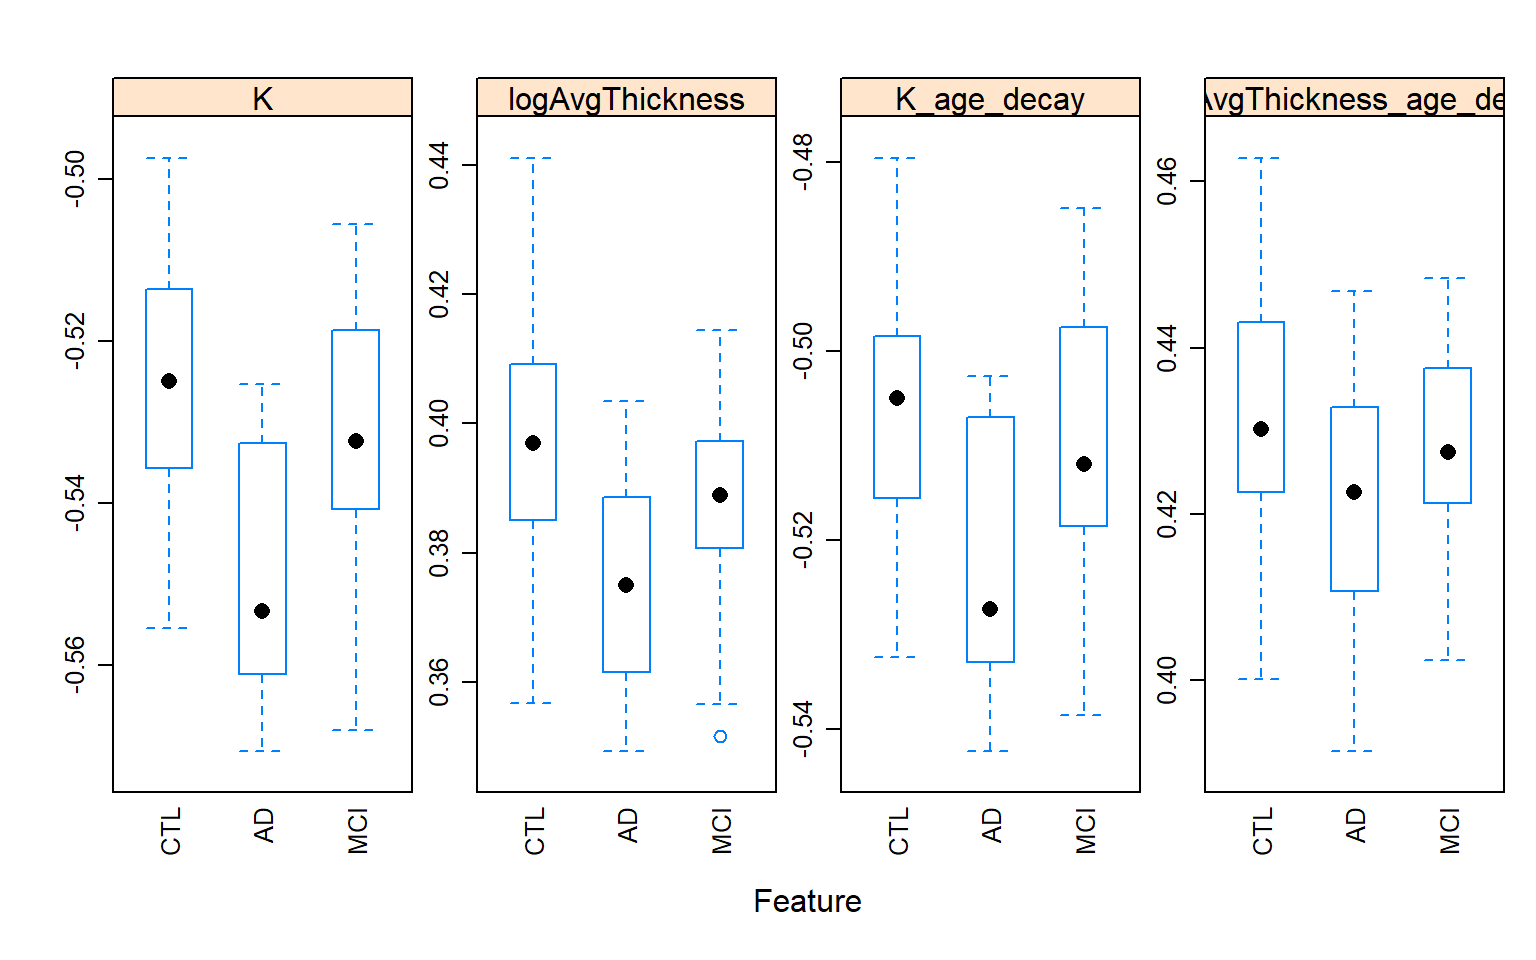 K
logAvgThickness
K_age_decay
AvgThickness_age_de
-0.50
-0.52
-0.54
-0.56
0.44
0.42
0.40
0.38
0.36
-0.48
-0.50
-0.52
-0.54
0.46
0.44
0.42
0.40
CTL
AD
MCI
CTL
AD
MCI
CTL
AD
MCI
CTL
AD
MCI
Feature